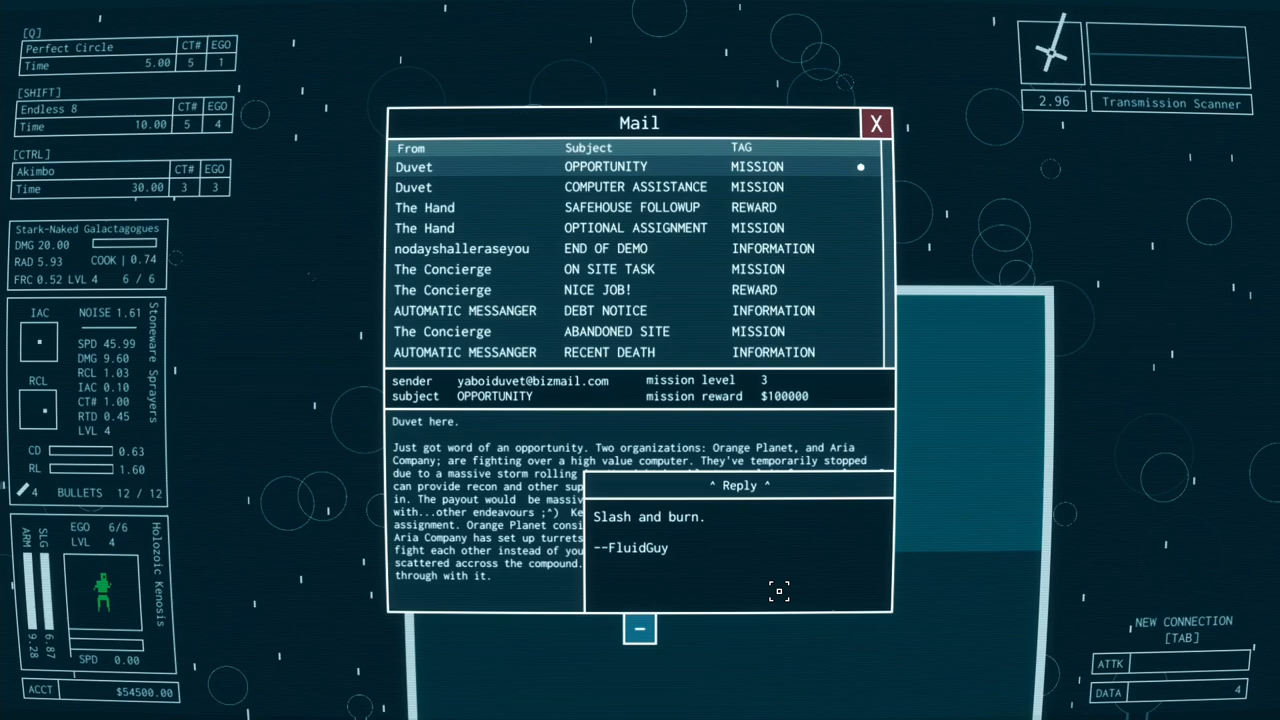 [Q]
Perfect Circle CT# EGO
Time 5.00 5 1
[SHIFT]
Endless 8 CT# EGO
Time 10.00 5 4
[CTRL]
Akimbo CT# EGO
Time 30.00 3 3
Stark-Naked Galactagogues
DMG 20.00
RAD 5.93 COOK | 0.74
FRC 0.52 LVL 4 6 / 6
IAC NOISE 1.61
SPD 45.99
DMG 9.60
RCL RCL 1.03
IAC 0.10
CT# 1.00
RTD 0.45
LVL 4
Stoneware Sprayers
CD 0.63
RL 1.60
4 BULLETS 12 / 12
EGO 6/6
LVL 4
ARM SLG
9.28 6.87
Holozoic Kenosis
SPD 0.00
ACCT $54500.00
Mail X
From Subject TAG
Duvet OPPORTUNITY MISSION
Duvet COMPUTER ASSISTANCE MISSION
The Hand SAFEHOUSE FOLLOWUP REWARD
The Hand OPTIONAL ASSIGNMENT MISSION
nodayshalleraseyou END OF DEMO INFORMATION
The Concierge ON SITE TASK MISSION
The Concierge NICE JOB! REWARD
AUTOMATIC MESSANGER DEBT NOTICE INFORMATION
The Concierge ABANDONED SITE MISSION
AUTOMATIC MESSANGER RECENT DEATH INFORMATION
sender yaboiduvet@bizmail.com mission level 3
subject OPPORTUNITY mission reward $100000
Duvet here.
Just got word of an opportunity. Two organizations: Orange Planet, and Aria
Company; are fighting over a high value computer. They've temporarily stopped
due to a massive storm rolling
can provide recon and other sup
in. The payout would be massiv
with...other endeavours ;^) Ke
assignment. Orange Planet consi
Aria Company has set up turrets
fight each other instead of you
scattered accross the compound.
through with it.
^ Reply ^
Slash and burn.
--FluidGuy
-
2.96 Transmission Scanner
NEW CONNECTION
[TAB]
ATTK
DATA 4